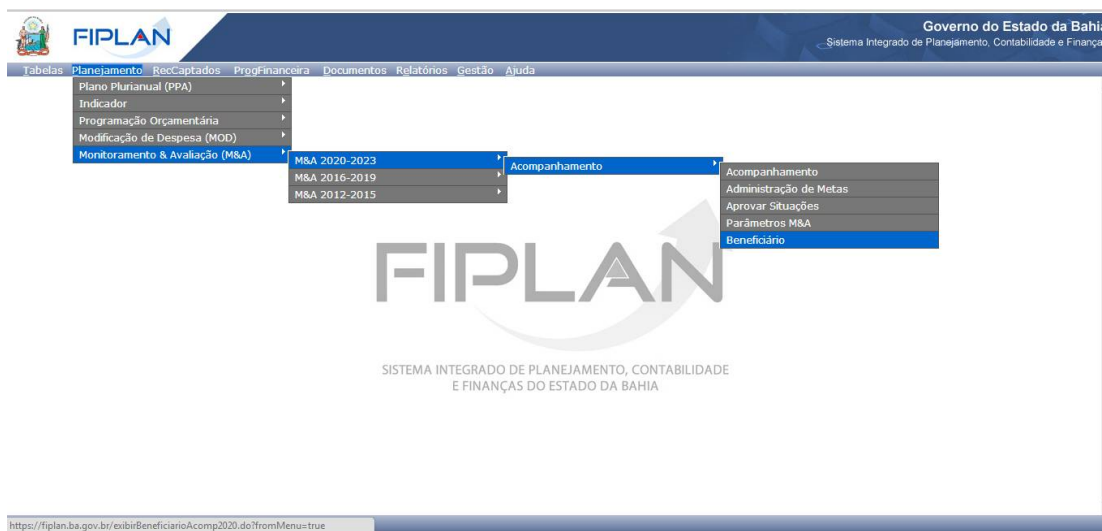 FIPLAN
Governo do Estado da Bahia
Sistema Integrado de Planejamento, Contabilidade e Finança
Tabelas Planejamento RecCaptados ProgFinanceira Documentos Relatórios Gestão Ajuda
Plano Plurianual (PPA)
Indicador
Programação Orçamentária
Modificação de Despesa (MOD)
Monitoramento & Avaliação (M&A)
M&A 2020-2023
M&A 2016-2019
M&A 2012-2015
Acompanhamento
Acompanhamento
Administração de Metas
Aprovar Situações
Parâmetros M&A
Beneficiário
FIPLAN
SISTEMA INTEGRADO DE PLANEJAMENTO, CONTABILIDADE
E FINANÇAS DO ESTADO DA BAHIA
https://fiplan.ba.gov.br/exibirBeneficiarioAcomp2020.do?fromMenu=true